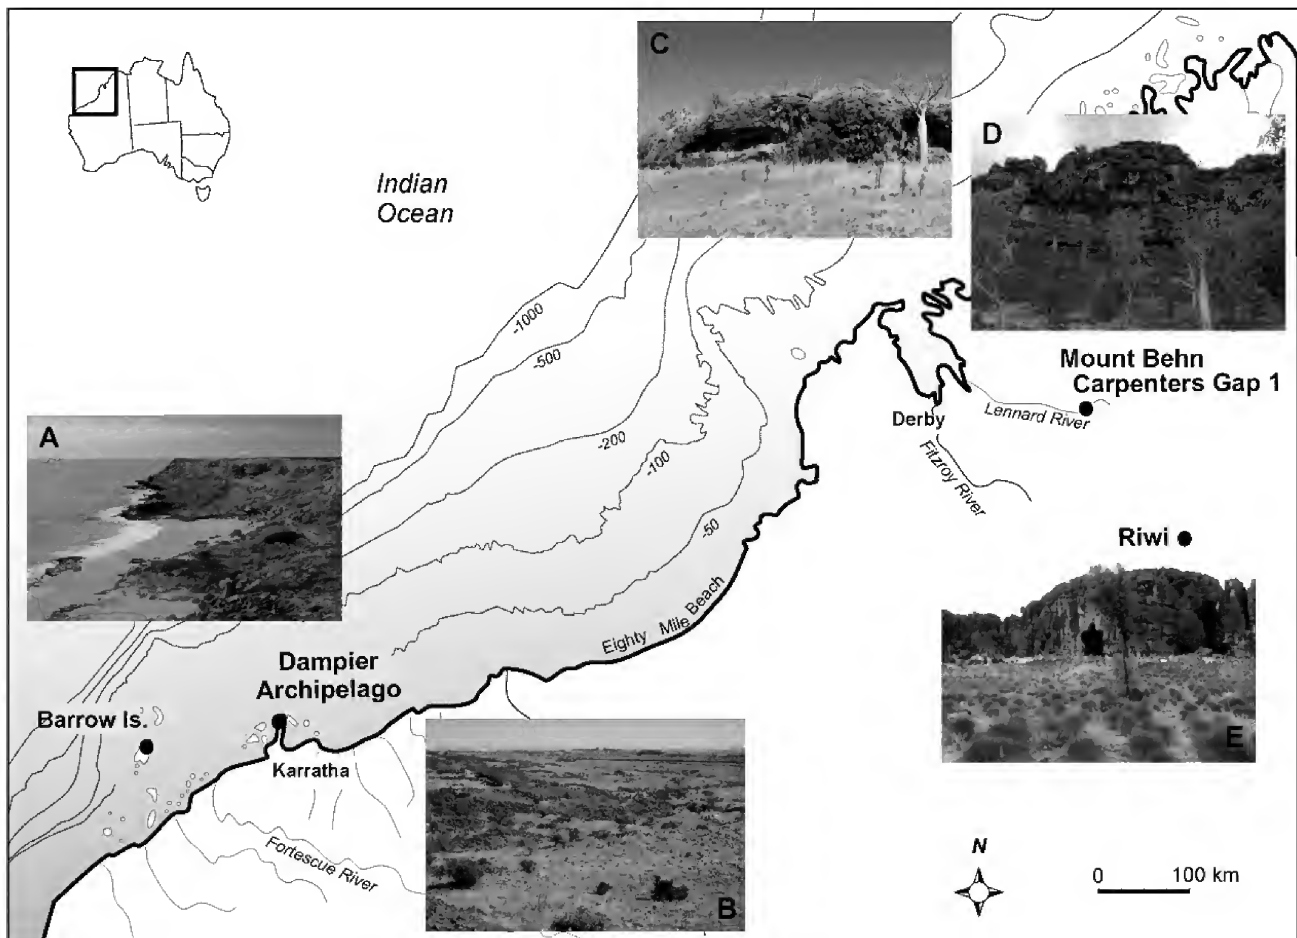 C
D
Indian
Ocean
-1000
-500
-200
-100
-50
Mount Behn
Carpenters Gap 1
Lennard River
Derby
Fitzroy River
A
Riwi
Eighty Mile Beach
Dampier
Archipelago
Barrow Is.
Karratha
Fortescue River
B
E
N
0 100 km